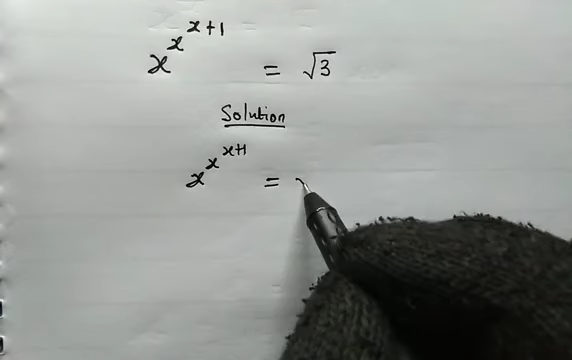 x^{x^{x+1}} = √3
Solution
x^{x^{x+1}} =